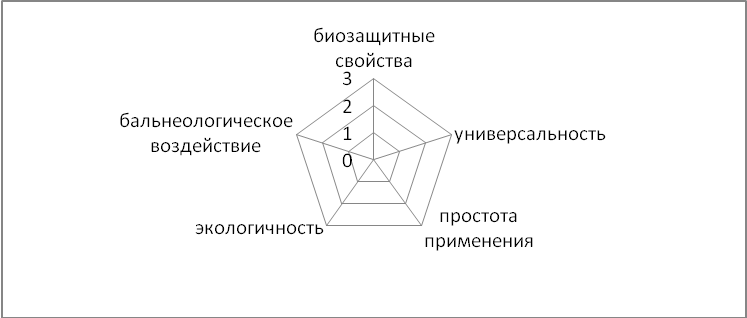 биозащитные
свойства
3
2
1
0
универсальность
простота
применения
экологичность
бальнеологическое
воздействие